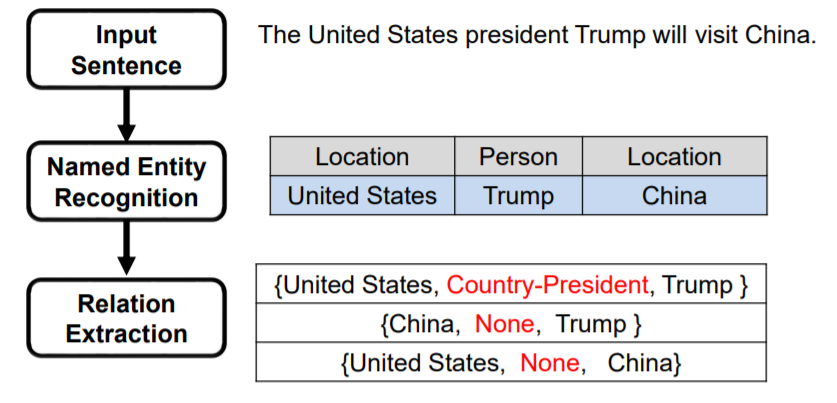 Input
Sentence
The United States president Trump will visit China.
Named Entity
Recognition
Location Person Location
United States Trump China
Relation
Extraction
{United States, Country-President, Trump }
{China, None, Trump }
{United States, None, China}